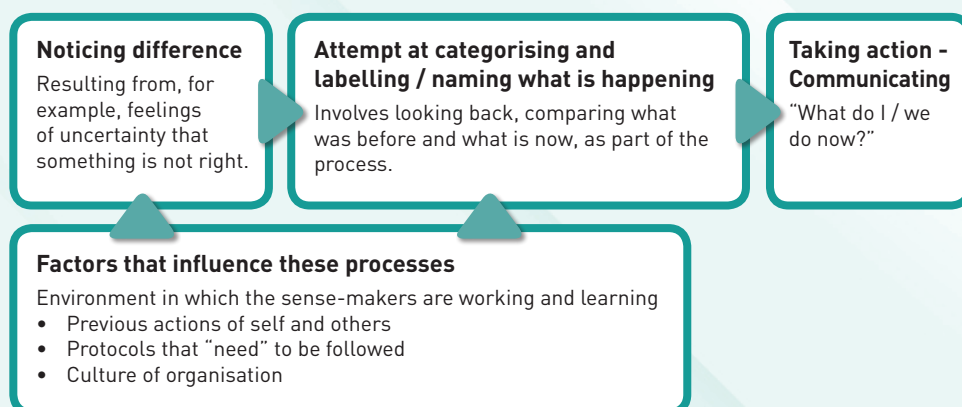 Noticing difference
Resulting from, for
example, feelings
of uncertainty that
something is not right.
Attempt at categorising and
labelling / naming what is happening
Involves looking back, comparing what
was before and what is now, as part of the
process.
Taking action -
Communicating
“What do I / we
do now?”
Factors that influence these processes
Environment in which the sense-makers are working and learning
• Previous actions of self and others
• Protocols that “need” to be followed
• Culture of organisation